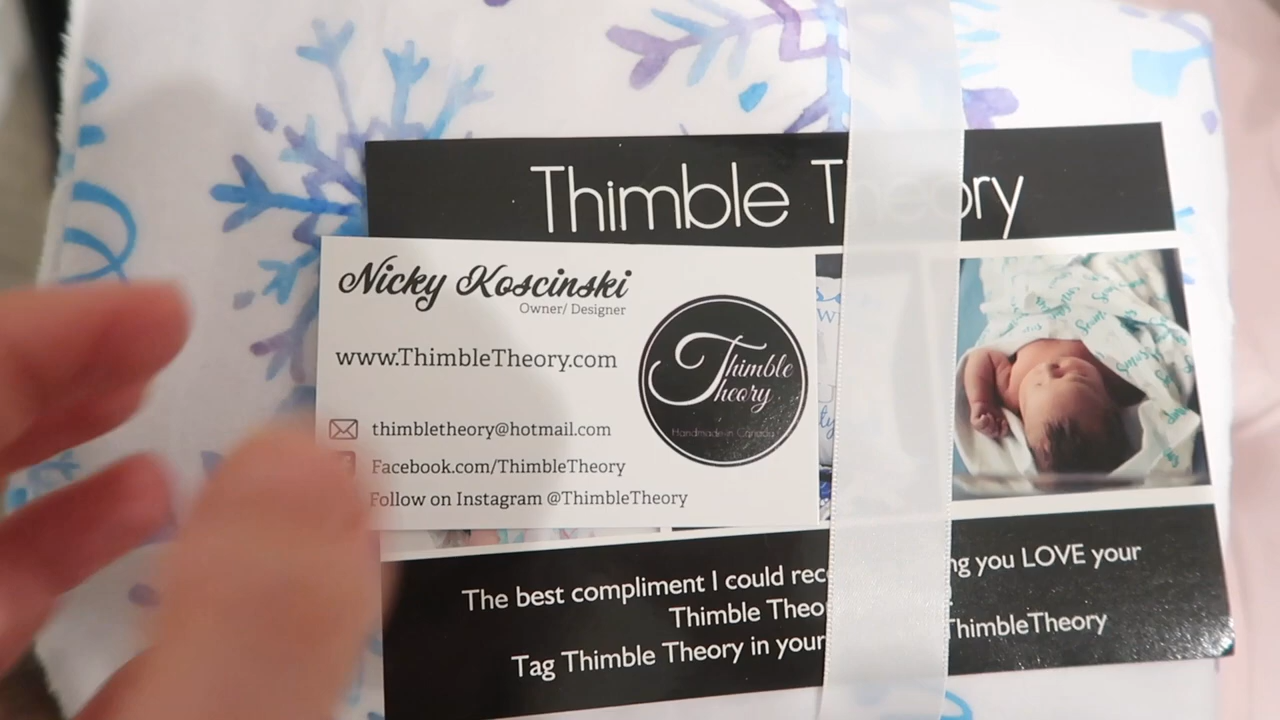 Thimble Theory
Nicky Koscinski
Owner/ Designer
www.ThimbleTheory.com
thimbletheory@hotmail.com
Facebook.com/ThimbleTheory
Follow on Instagram @ThimbleTheory
Thimble
Theory
Handmade in Canada
The best compliment I could rec ng you LOVE your
Thimble Theo
Tag Thimble Theory in your ThimbleTheory